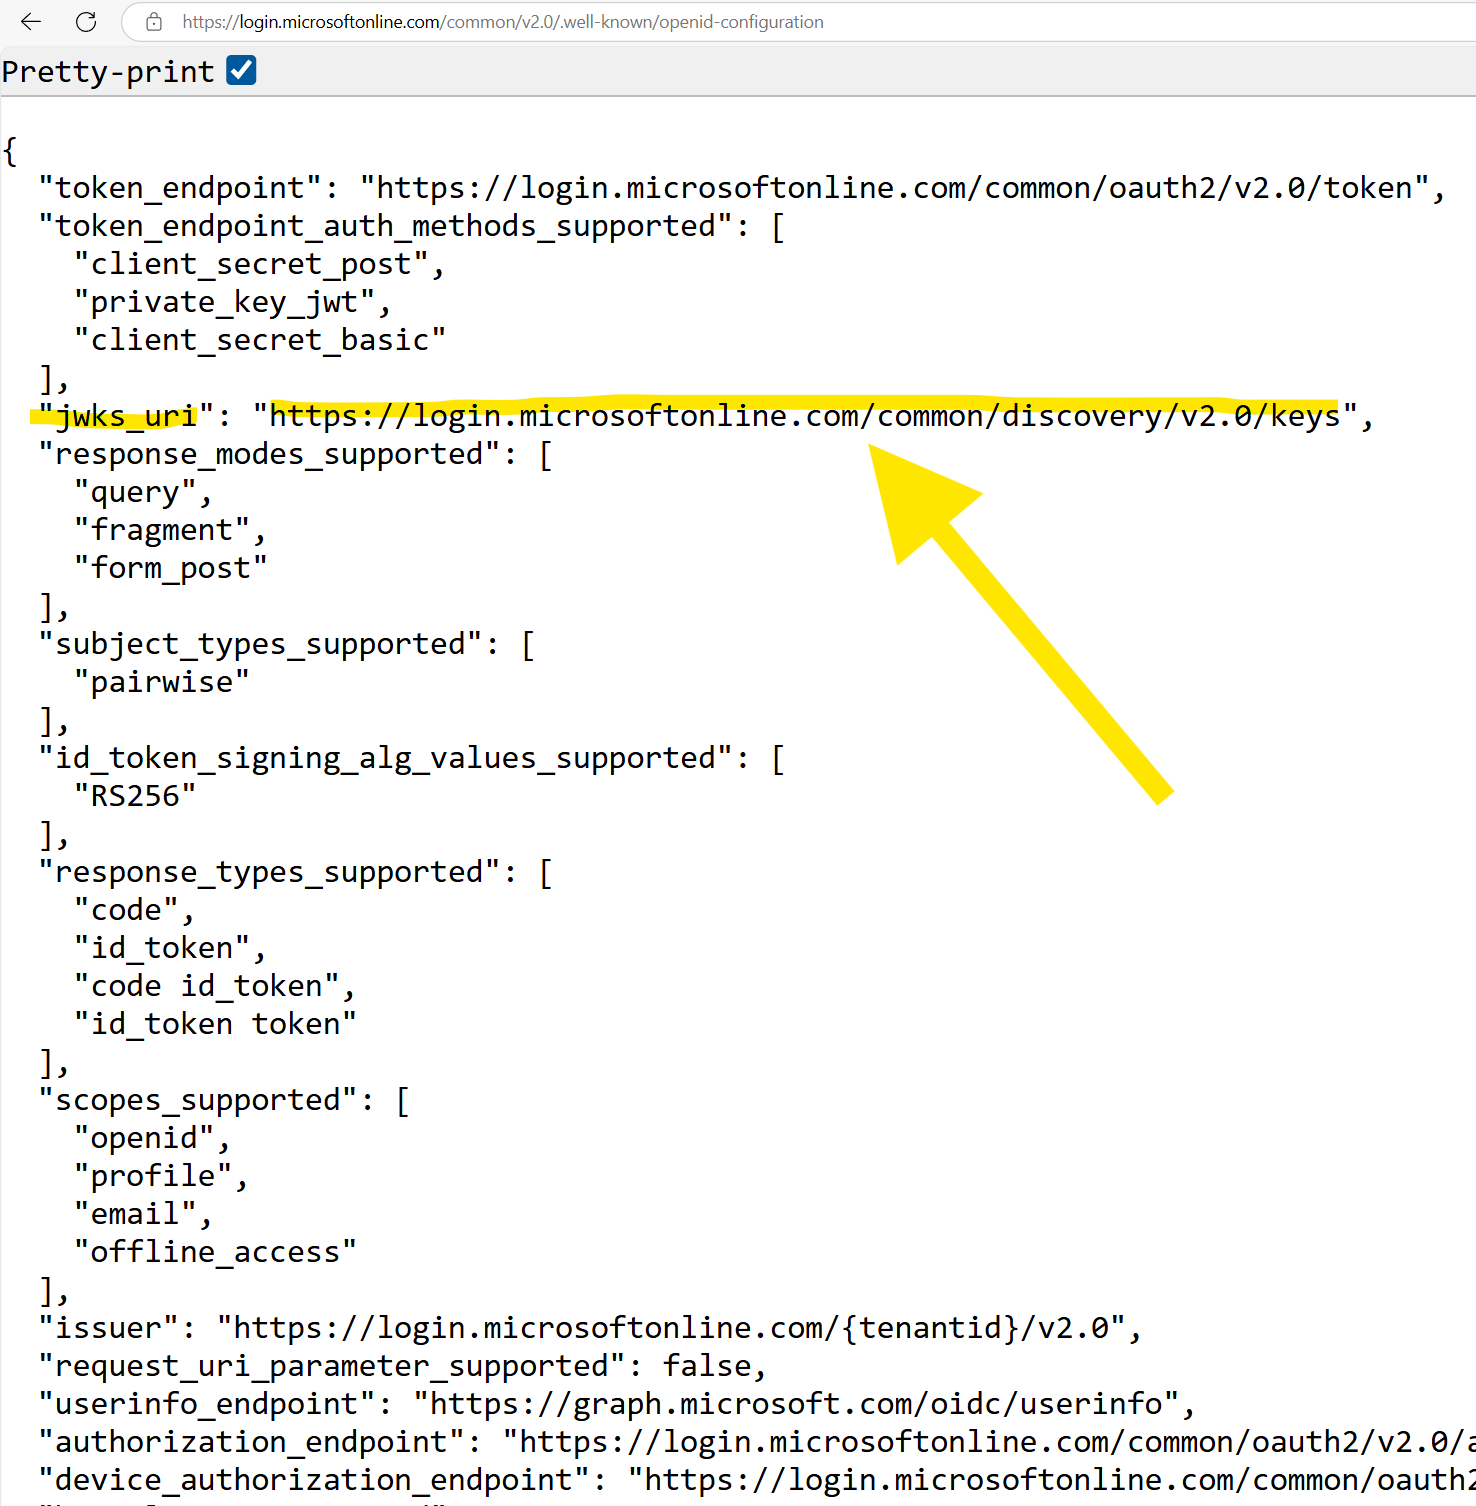 https://login.microsoftonline.com/common/v2.0/.well-known/openid-configuration
Pretty-print
{
  "token_endpoint": "https://login.microsoftonline.com/common/oauth2/v2.0/token",
  "token_endpoint_auth_methods_supported": [
    "client_secret_post",
    "private_key_jwt",
    "client_secret_basic"
  ],
  "jwks_uri": "https://login.microsoftonline.com/common/discovery/v2.0/keys",
  "response_modes_supported": [
    "query",
    "fragment",
    "form_post"
  ],
  "subject_types_supported": [
    "pairwise"
  ],
  "id_token_signing_alg_values_supported": [
    "RS256"
  ],
  "response_types_supported": [
    "code",
    "id_token",
    "code id_token",
    "id_token token"
  ],
  "scopes_supported": [
    "openid",
    "profile",
    "email",
    "offline_access"
  ],
  "issuer": "https://login.microsoftonline.com/{tenantid}/v2.0",
  "request_uri_parameter_supported": false,
  "userinfo_endpoint": "https://graph.microsoft.com/oidc/userinfo",
  "authorization_endpoint": "https://login.microsoftonline.com/common/oauth2/v2.0/a
  "device_authorization_endpoint": "https://login.microsoftonline.com/common/oauth2